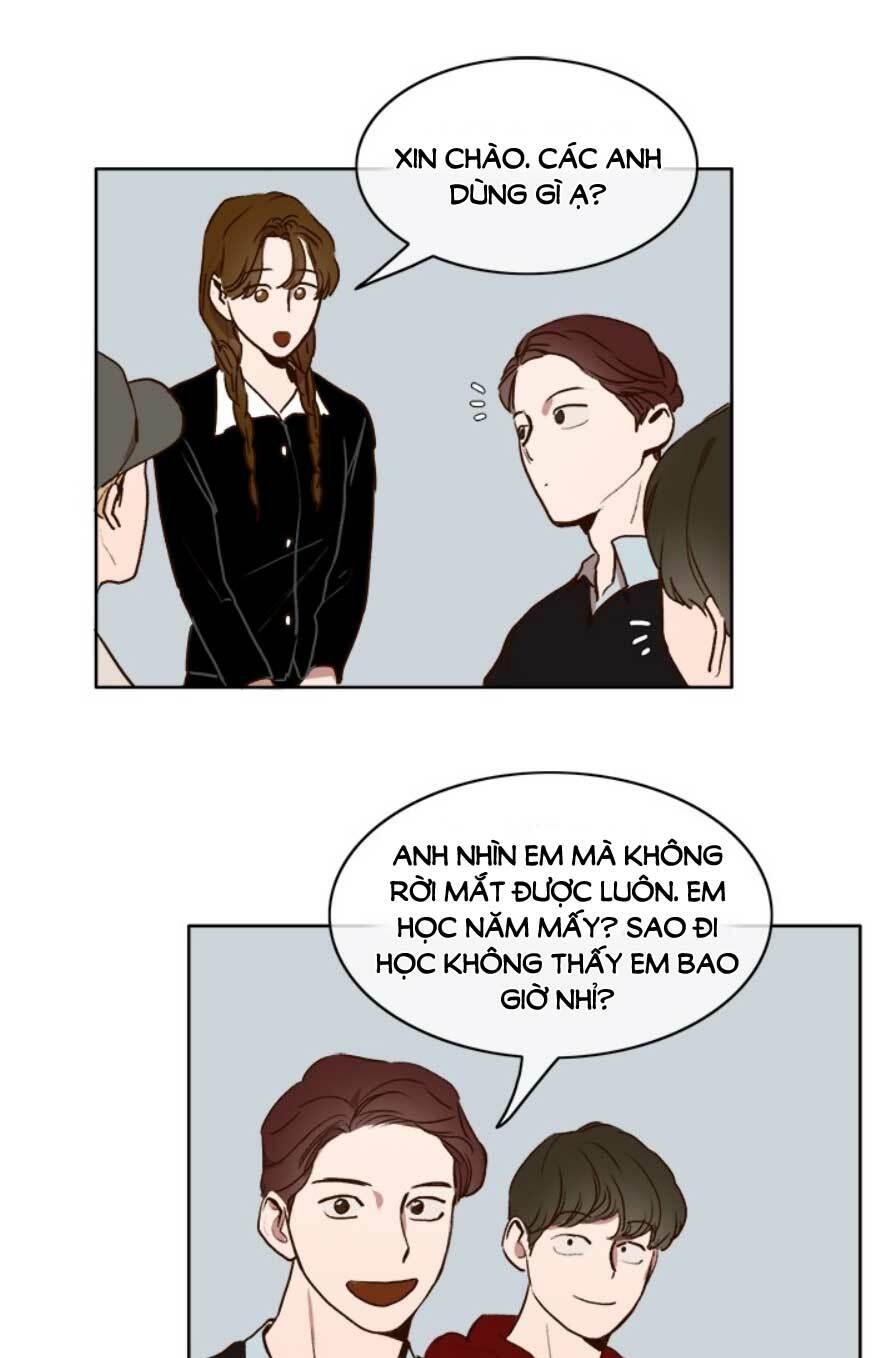 XIN CHÀO. CÁC ANH
DÙNG GÌ Ạ?
ANH NHÌN EM MÀ KHÔNG
RỜI MẮT ĐƯỢC LUÔN. EM
HỌC NĂM MẤY? SAO ĐI
HỌC KHÔNG THẤY EM BAO
GIỜ NHỈ?